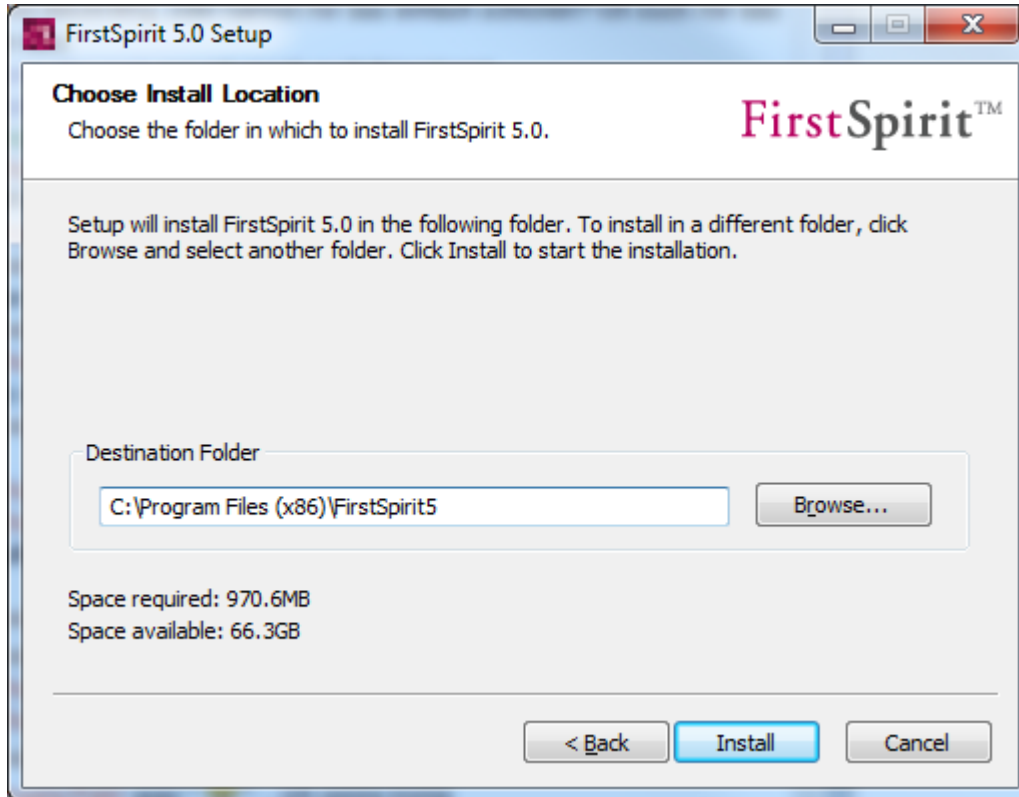 FirstSpirit 5.0 Setup
Choose Install Location
Choose the folder in which to install FirstSpirit 5.0.
FirstSpirit™
Setup will install FirstSpirit 5.0 in the following folder. To install in a different folder, click
Browse and select another folder. Click Install to start the installation.
Destination Folder
C:\Program Files (x86)\FirstSpirit5
Browse...
Space required: 970.6MB
Space available: 66.3GB
< Back
Install
Cancel